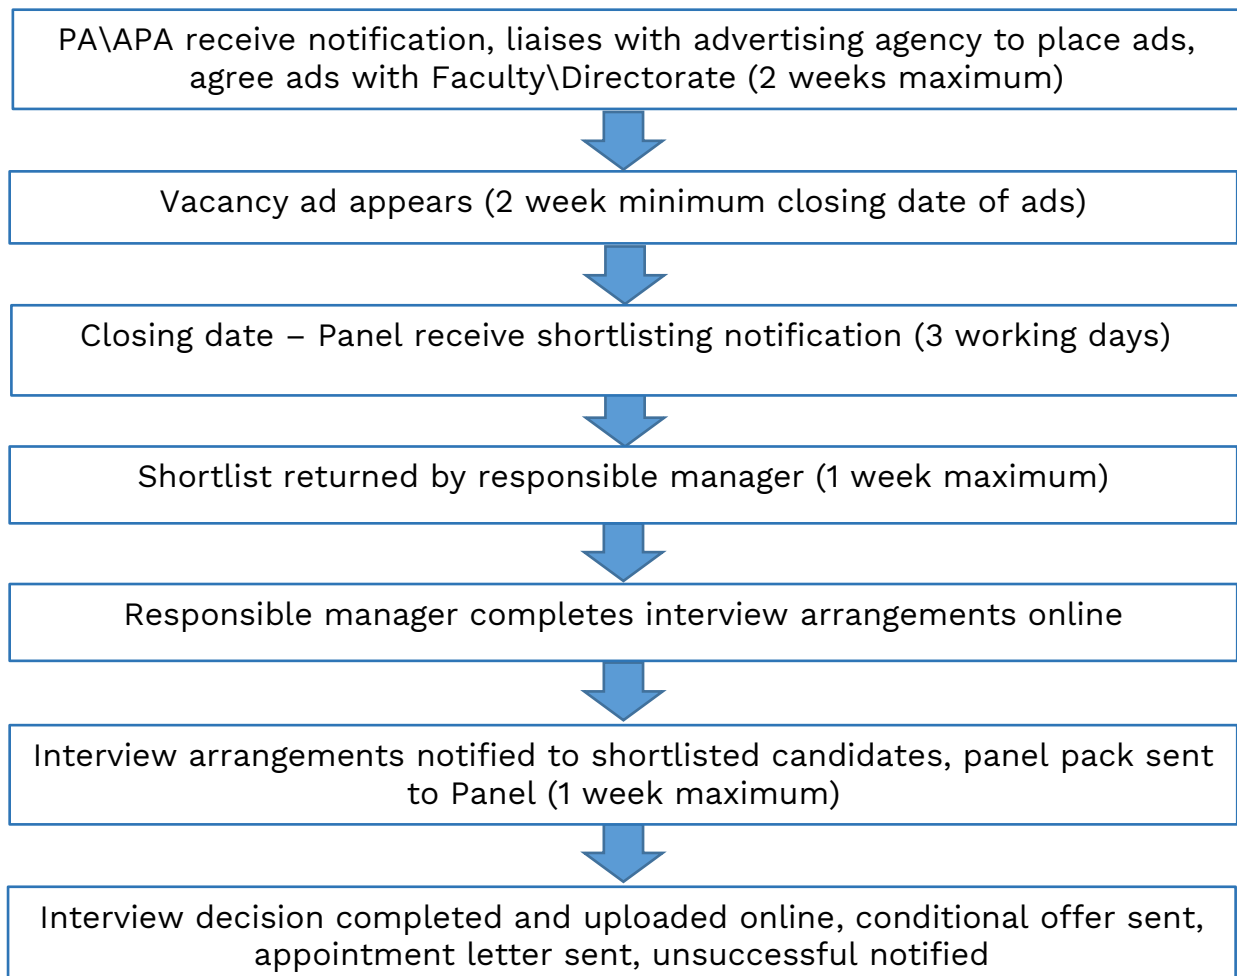 PA\APA receive notification, liaises with advertising agency to place ads,
agree ads with Faculty\Directorate (2 weeks maximum)
Vacancy ad appears (2 week minimum closing date of ads)
Closing date – Panel receive shortlisting notification (3 working days)
Shortlist returned by responsible manager (1 week maximum)
Responsible manager completes interview arrangements online
Interview arrangements notified to shortlisted candidates, panel pack sent
to Panel (1 week maximum)
Interview decision completed and uploaded online, conditional offer sent,
appointment letter sent, unsuccessful notified